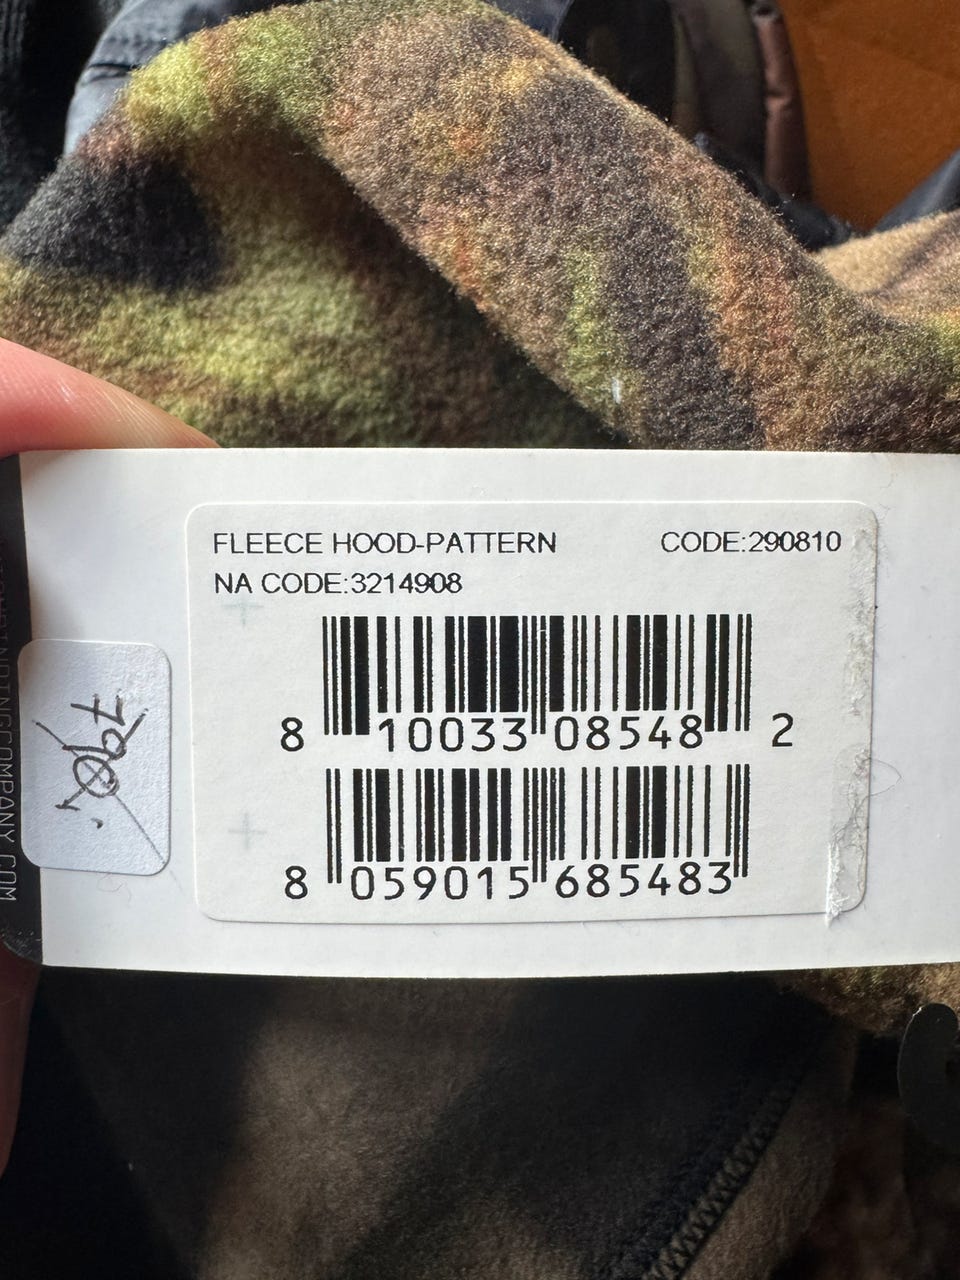 FLEECE HOOD-PATTERN CODE:290810
NA CODE:3214908
8 10033 08548 2
8 059015 685483